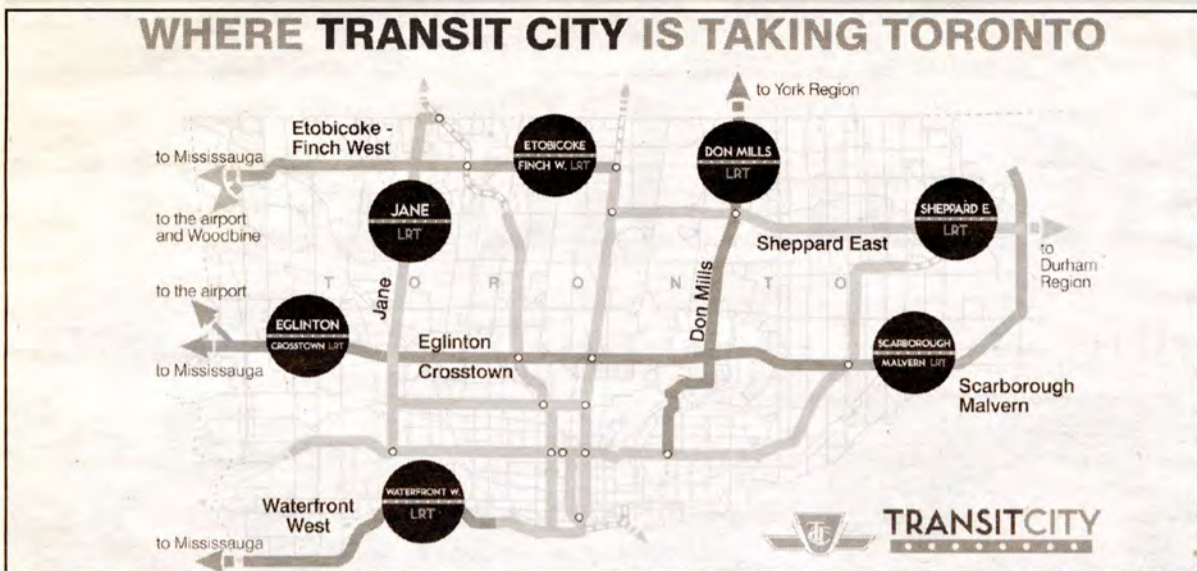 WHERE TRANSIT CITY IS TAKING TORONTO
to York Region
Etobicoke -
Finch West
to Mississauga
ETOBICOKE
FINCH W. LRT
DON MILLS
LRT
to the airport
and Woodbine
JANE
LRT
SHEPPARD E.
LRT
Sheppard East
to
Durham
Region
TORONTO
to the airport
Jane
Don Mills
EGLINTON
CROSSTOWN LRT
Eglinton
Crosstown
to Mississauga
SCARBOROUGH
MALVERN LRT
Scarborough
Malvern
WATERFRONT W.
LRT
Waterfront
West
to Mississauga
TTC
TRANSITCITY